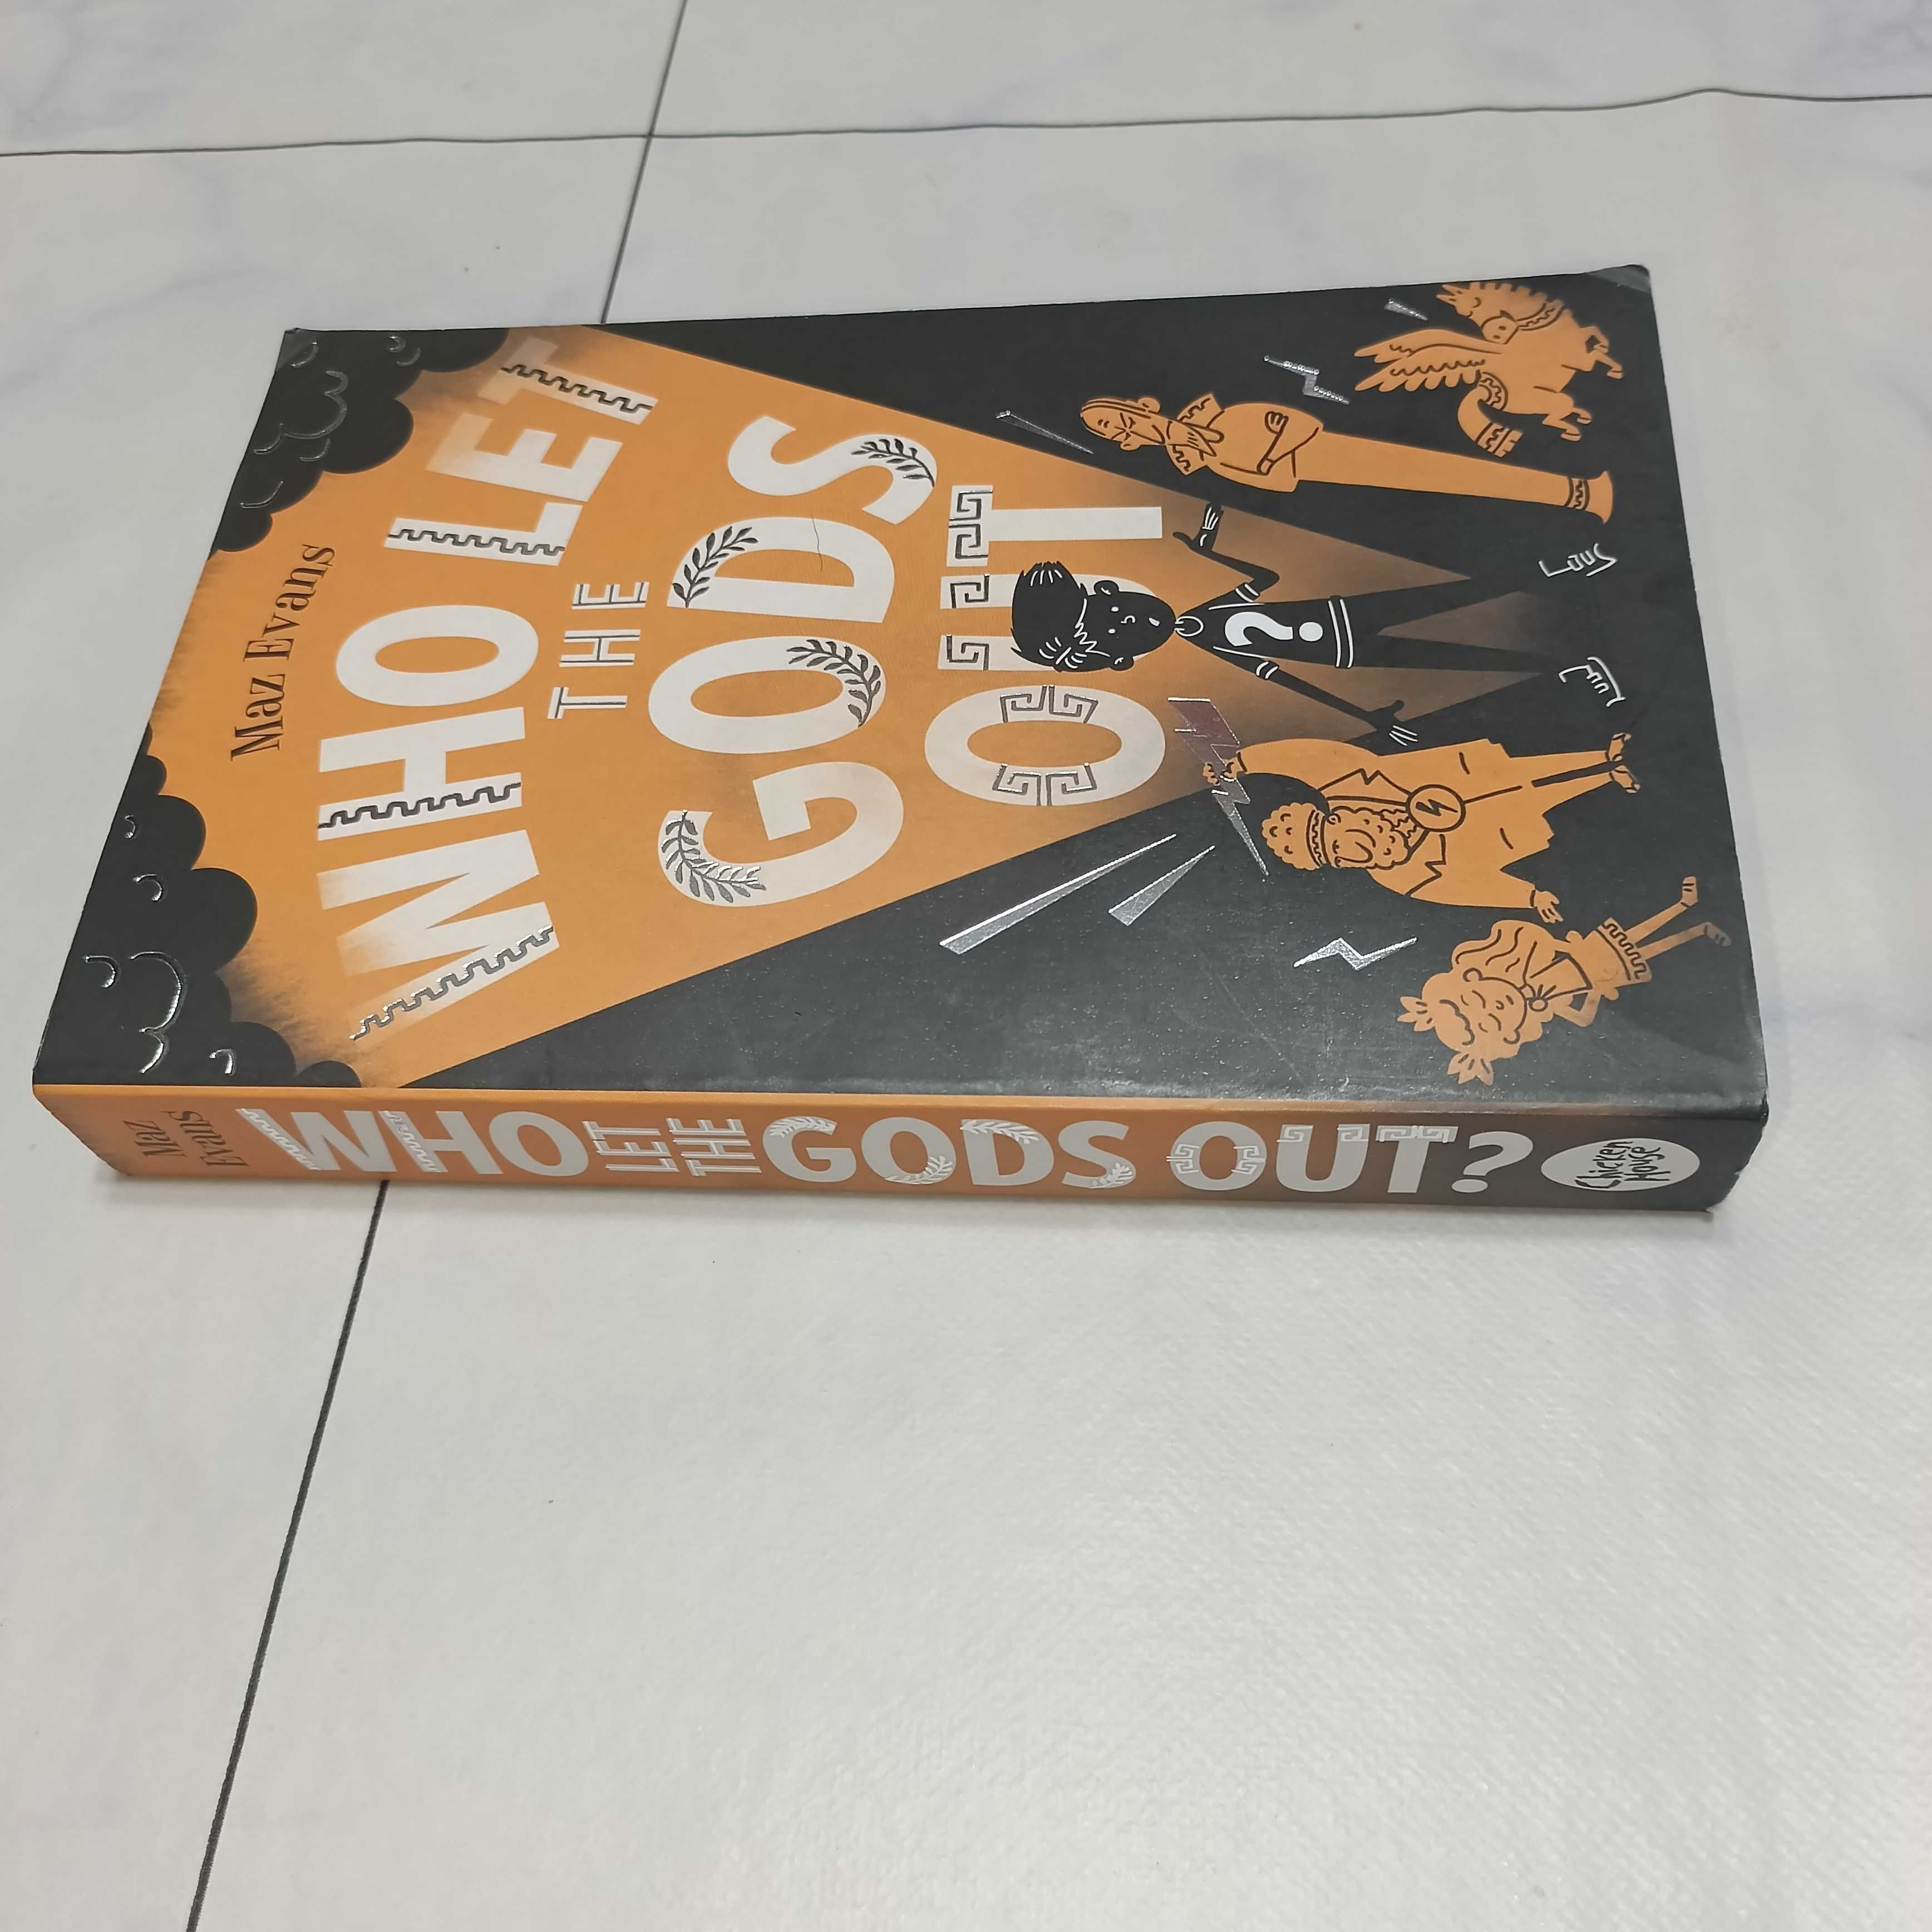 Maz Evans
WHO LET
THE
GODS
OUT
?
Maz
Evans
WHO
LET
THE
GODS OUT?
Chicken
House